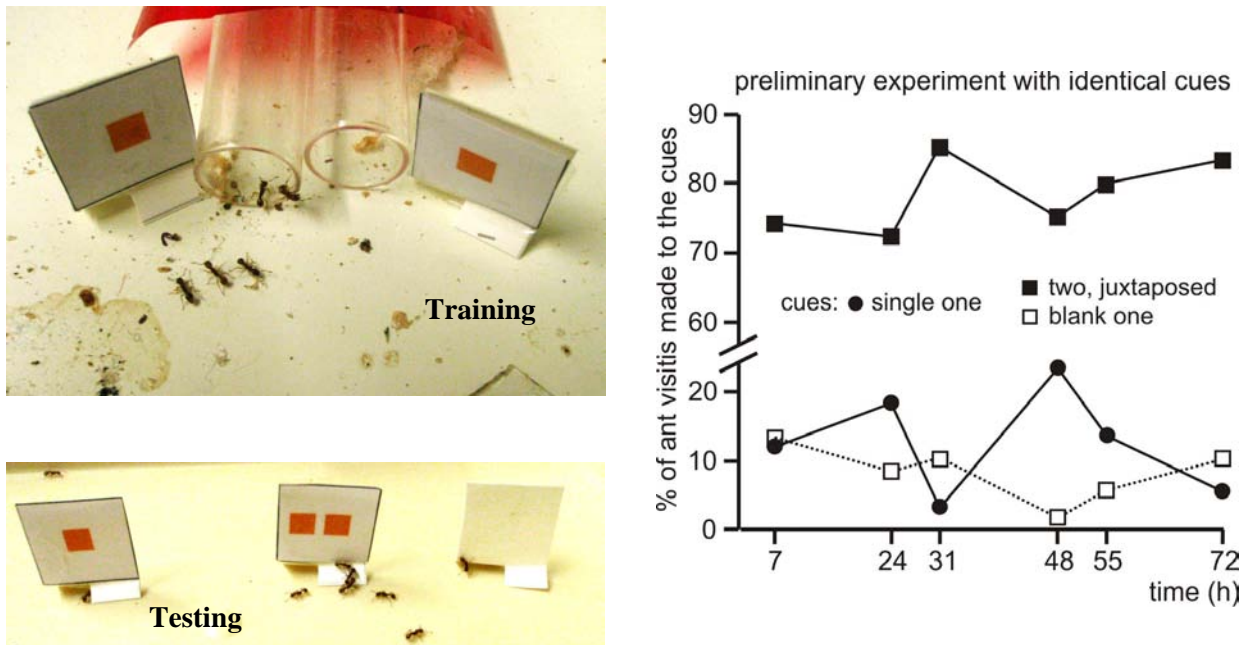 Training
Testing
preliminary experiment with identical cues
% of ant visitis made to the cues
90
80
70
60
20
10
0
cues: ● single one
■ two, juxtaposed
□ blank one
7 24 31 48 55 72
time (h)